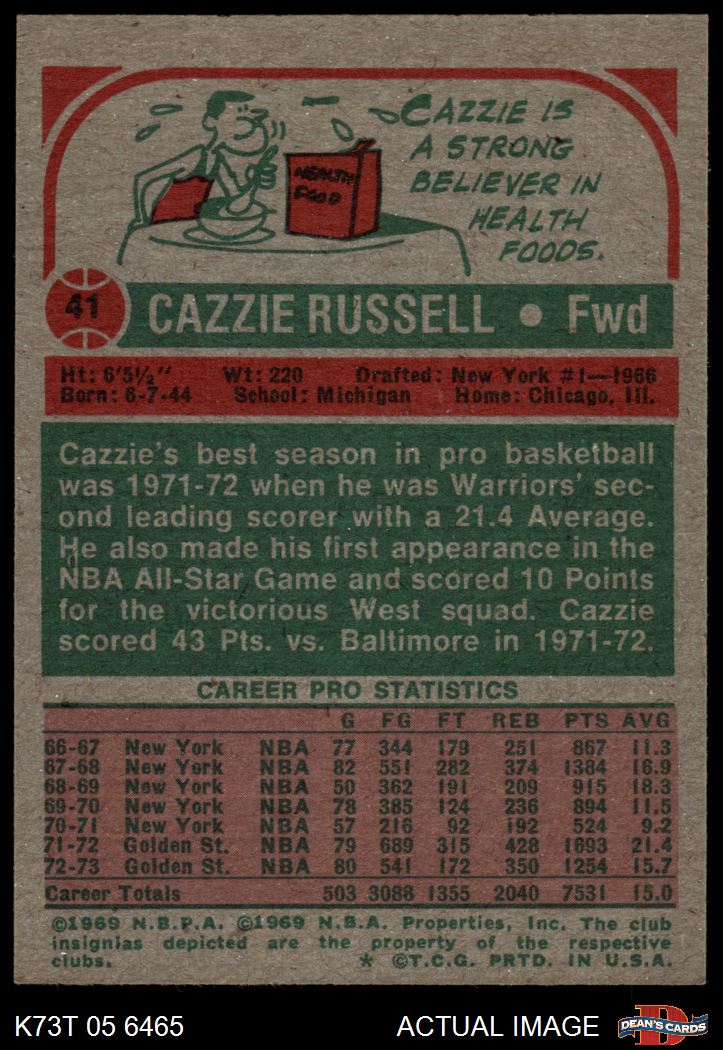 CAZZIE IS
A STRONG
BELIEVER IN
HEALTH
FOODS.
HEALTH
FOOD
41 CAZZIE RUSSELL • Fwd
Ht: 6'5½" Wt: 220 Drafted: New York #1—1966
Born: 6-7-44 School: Michigan Home: Chicago, Ill.
Cazzie's best season in pro basketball
was 1971-72 when he was Warriors' sec-
ond leading scorer with a 21.4 Average.
He also made his first appearance in the
NBA All-Star Game and scored 10 Points
for the victorious West squad. Cazzie
scored 43 Pts. vs. Baltimore in 1971-72.
CAREER PRO STATISTICS
G FG FT REB PTS AVG
66-67 New York NBA 77 344 179 251 867 11.3
67-68 New York NBA 82 551 282 374 1384 16.9
68-69 New York NBA 50 362 191 209 915 18.3
69-70 New York NBA 78 385 124 236 894 11.5
70-71 New York NBA 57 216 92 192 524 9.2
71-72 Golden St. NBA 79 689 315 428 1693 21.4
72-73 Golden St. NBA 80 541 172 350 1254 15.7
Career Totals 503 3088 1355 2040 7531 15.0
©1969 N.B.P.A. ©1969 N.B.A. Properties, Inc. The club
insignias depicted are the property of the respective
clubs. * ©T.C.G. PRTD. IN U.S.A.
K73T 05 6465 ACTUAL IMAGE DEAN'S CARDS